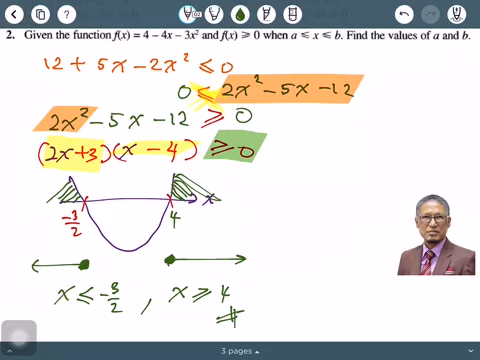 2. Given the function f(x) = 4 – 4x – 3x² and f(x) ⩾ 0 when a ⩽ x ⩽ b. Find the values of a and b.
12 + 5x – 2x² ≤ 0
0 ≤ 2x² – 5x – 12
2x² – 5x – 12 ≥ 0
(2x+3)(x – 4) ≥ 0
-3/2 4 x
x ≤ -3/2 , x ≥ 4 #
3 pages